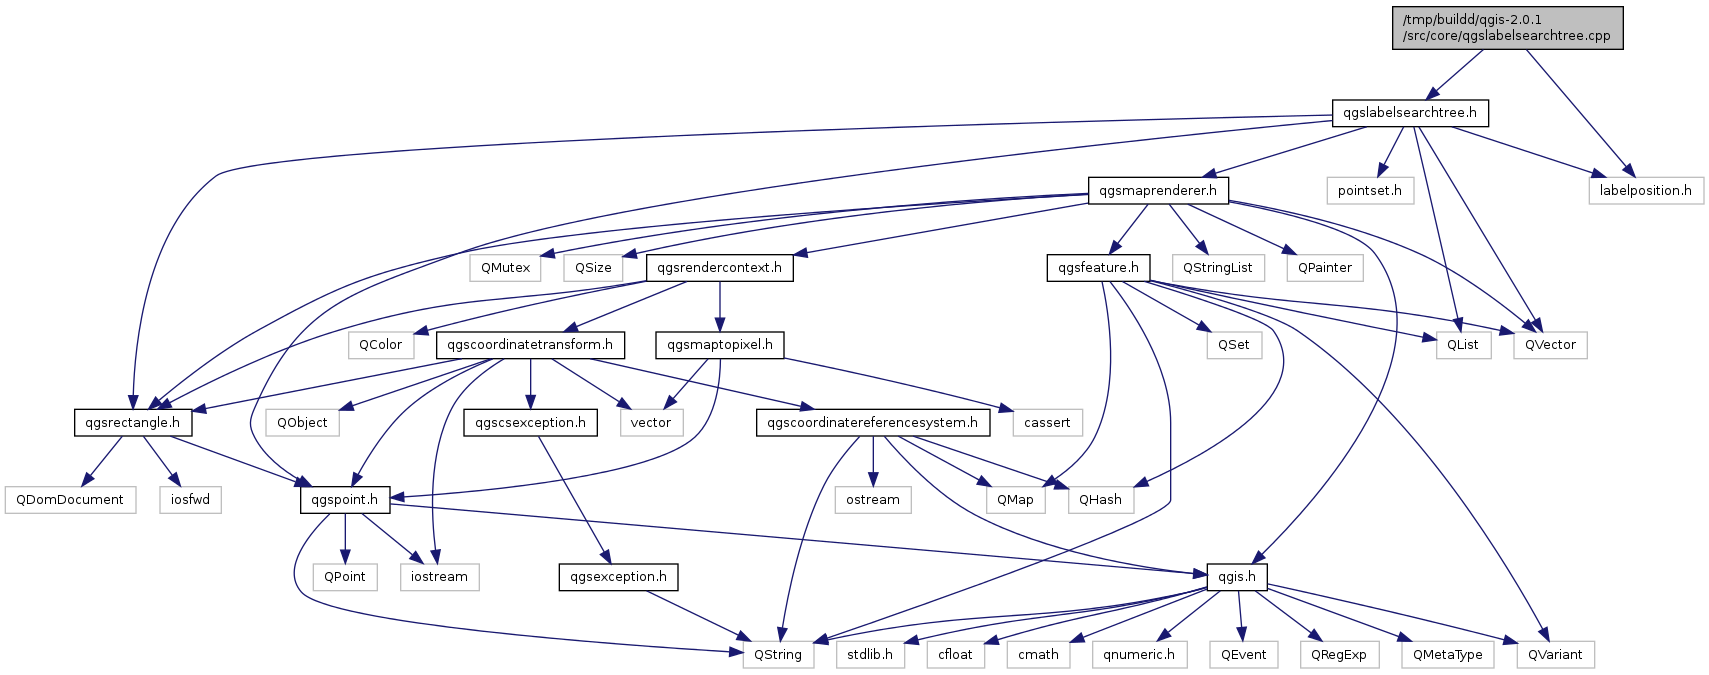 /tmp/buildd/qgis-2.0.1
/src/core/qgslabelsearchtree.cpp
qgslabelsearchtree.h
qgsmaprenderer.h
pointset.h
labelposition.h
QMutex
QSize
qgsrendercontext.h
qgsfeature.h
QStringList
QPainter
QColor
qgscoordinatetransform.h
qgsmaptopixel.h
QSet
QList
QVector
qgsrectangle.h
QObject
qgscsexception.h
vector
qgscoordinatereferencesystem.h
cassert
QDomDocument
iosfwd
qgspoint.h
ostream
QMap
QHash
QPoint
iostream
qgsexception.h
qgis.h
QString
stdlib.h
cfloat
cmath
qnumeric.h
QEvent
QRegExp
QMetaType
QVariant